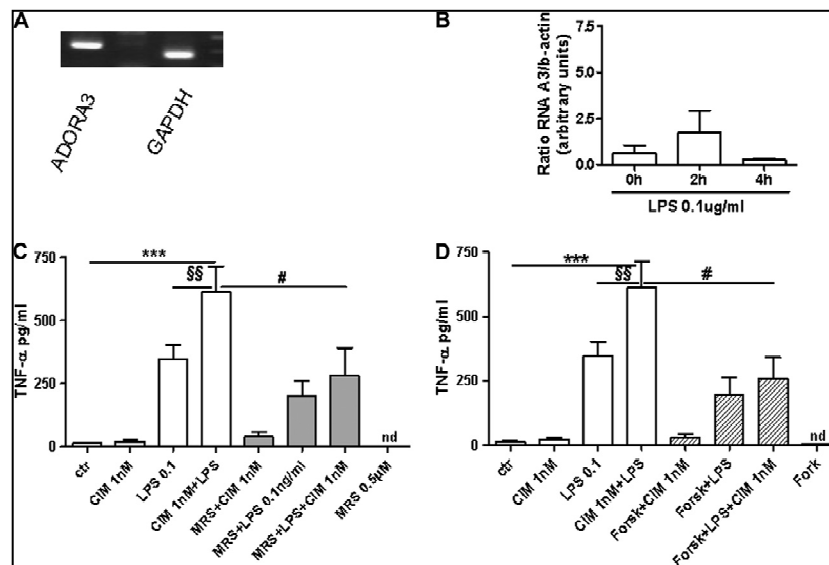 A
ADORA3
GAPDH
B
Ratio RNA A3/b-actin
(arbitrary units)
7.5
5.0
2.5
0.0
0h 2h 4h
LPS 0.1ug/ml
C
TNF-α pg/ml
750
500
250
0
***
§§
#
nd
ctr
CIM 1nM
LPS 0.1
CIM 1nM+LPS
MRS+CIM 1nM
MRS+LPS 0.1ng/ml
MRS+LPS+CIM 1nM
MRS 0.5µM
D
TNF-α pg/ml
750
500
250
0
***
§§
#
nd
ctr
CIM 1nM
LPS 0.1
CIM 1nM+LPS
Forsk+CIM 1nM
Forsk+LPS
Forsk+LPS+CIM 1nM
Fork